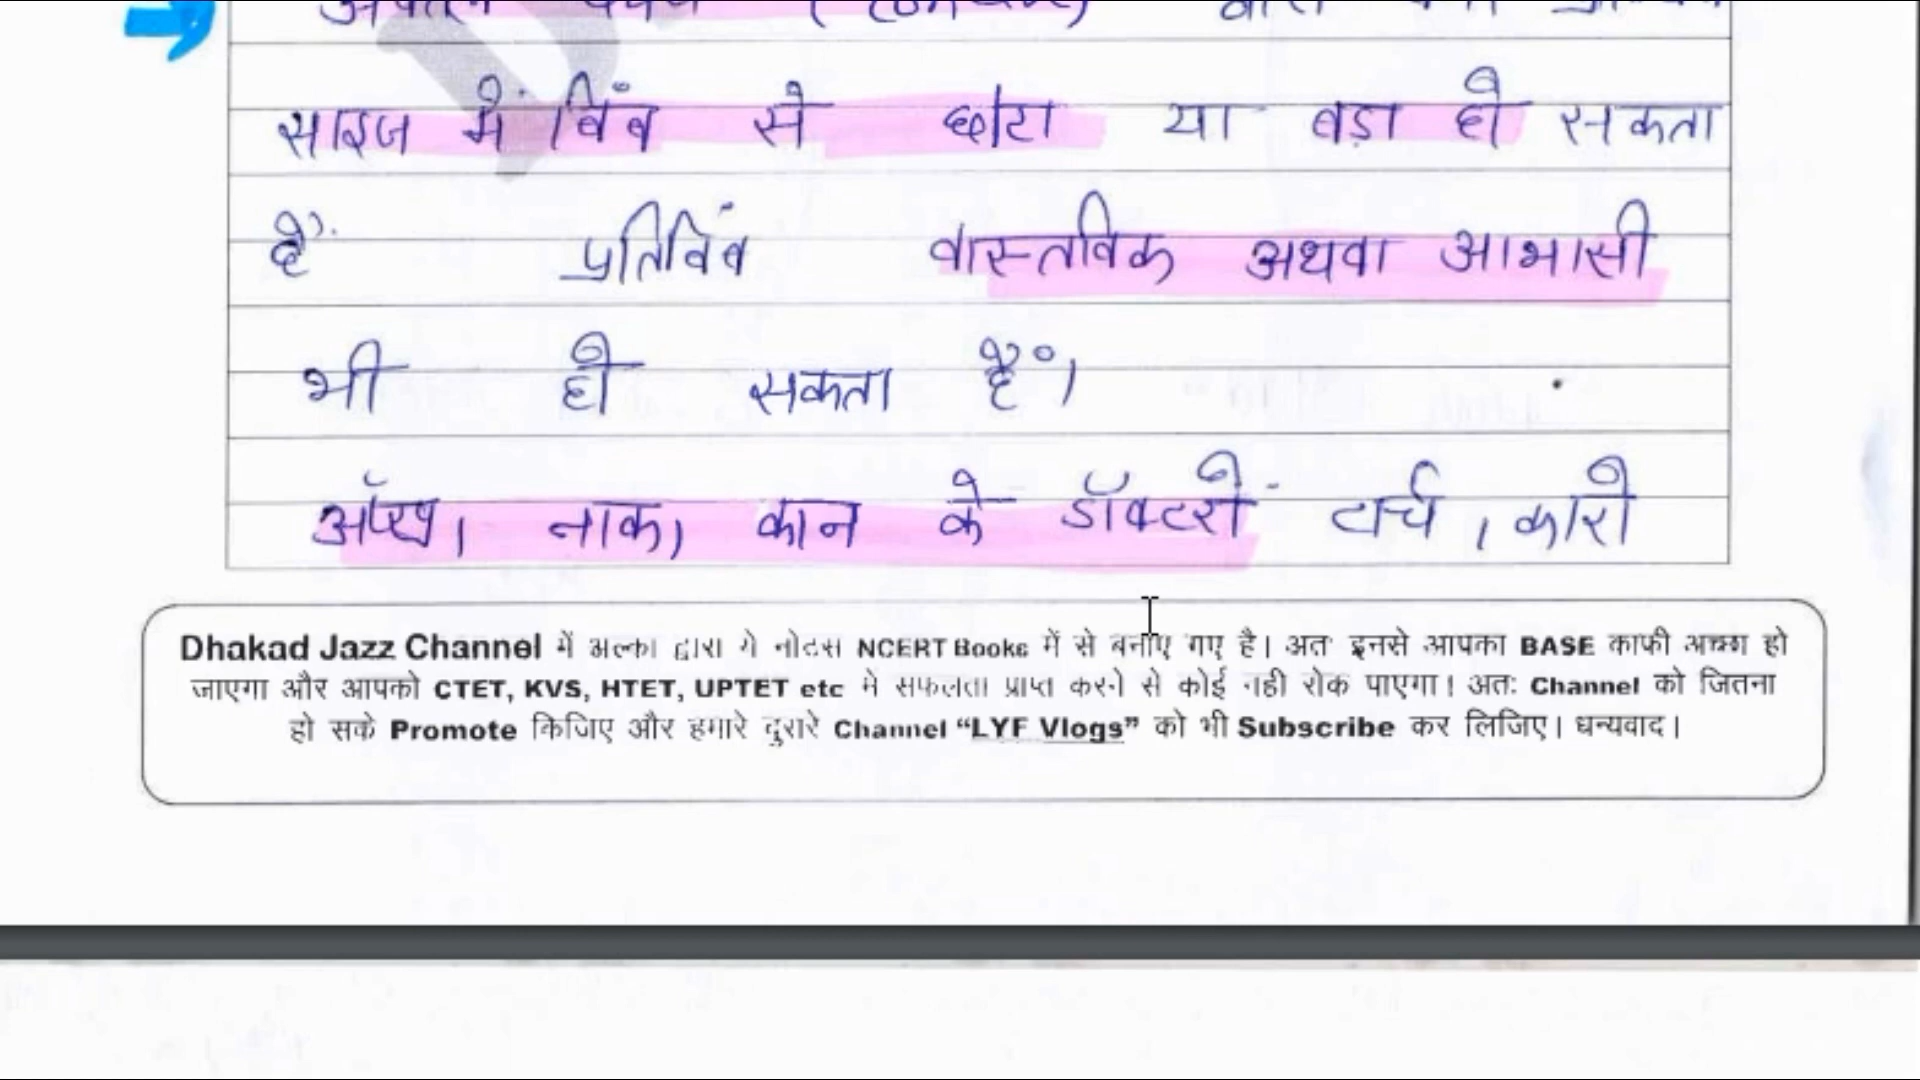 साइज में बिंब से छोटा या बड़ा हो सकता
है. प्रतिबिंब वास्तविक अथवा आभासी
भी हो सकता है।
आँख, नाक, कान के डॉक्टरो टार्च, कारो
Dhakad Jazz Channel में अल्का द्वारा ये नोटस NCERT Books में से बनाए गए है। अत इनसे आपका BASE काफी अच्छा हो
जाएगा और आपको CTET, KVS, HTET, UPTET etc मे सफलता प्राप्त करने से कोई नही रोक पाएगा। अतः Channel को जितना
हो सके Promote किजिए और हमारे दुसरे Channel “LYF Vlogs” को भी Subscribe कर लिजिए। धन्यवाद।